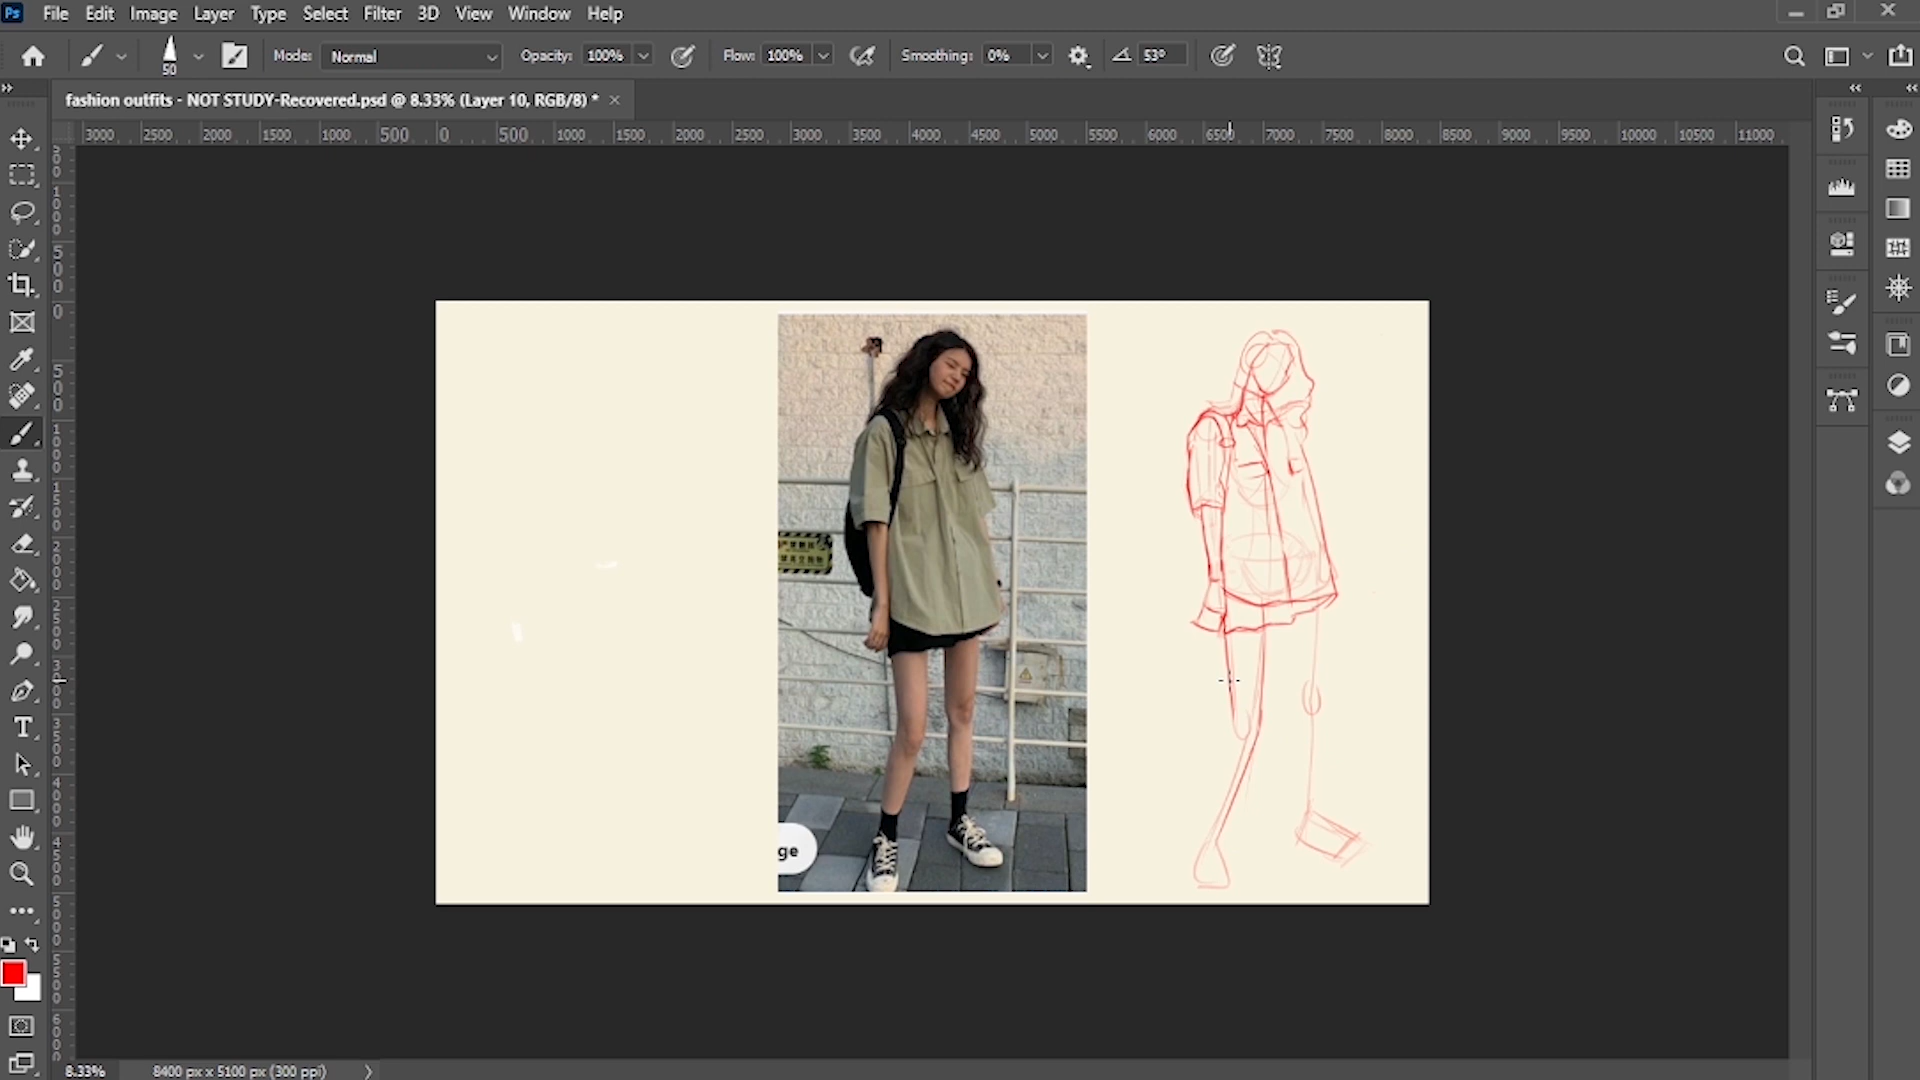 Ps File Edit Image Layer Type Select Filter 3D View Window Help
50 Mode: Normal Opacity: 100% Flow: 100% Smoothing: 0% 53°
fashion outfits - NOT STUDY-Recovered.psd @ 8.33% (Layer 10, RGB/8) * ×
3000 2500 2000 1500 1000 500 0 500 1000 1500 2000 2500 3000 3500 4000 4500 5000 5500 6000 6500 7000 7500 8000 8500 9000 9500 10000 10500 11000
ge
8.33% 8400 px x 5100 px (300 ppi)